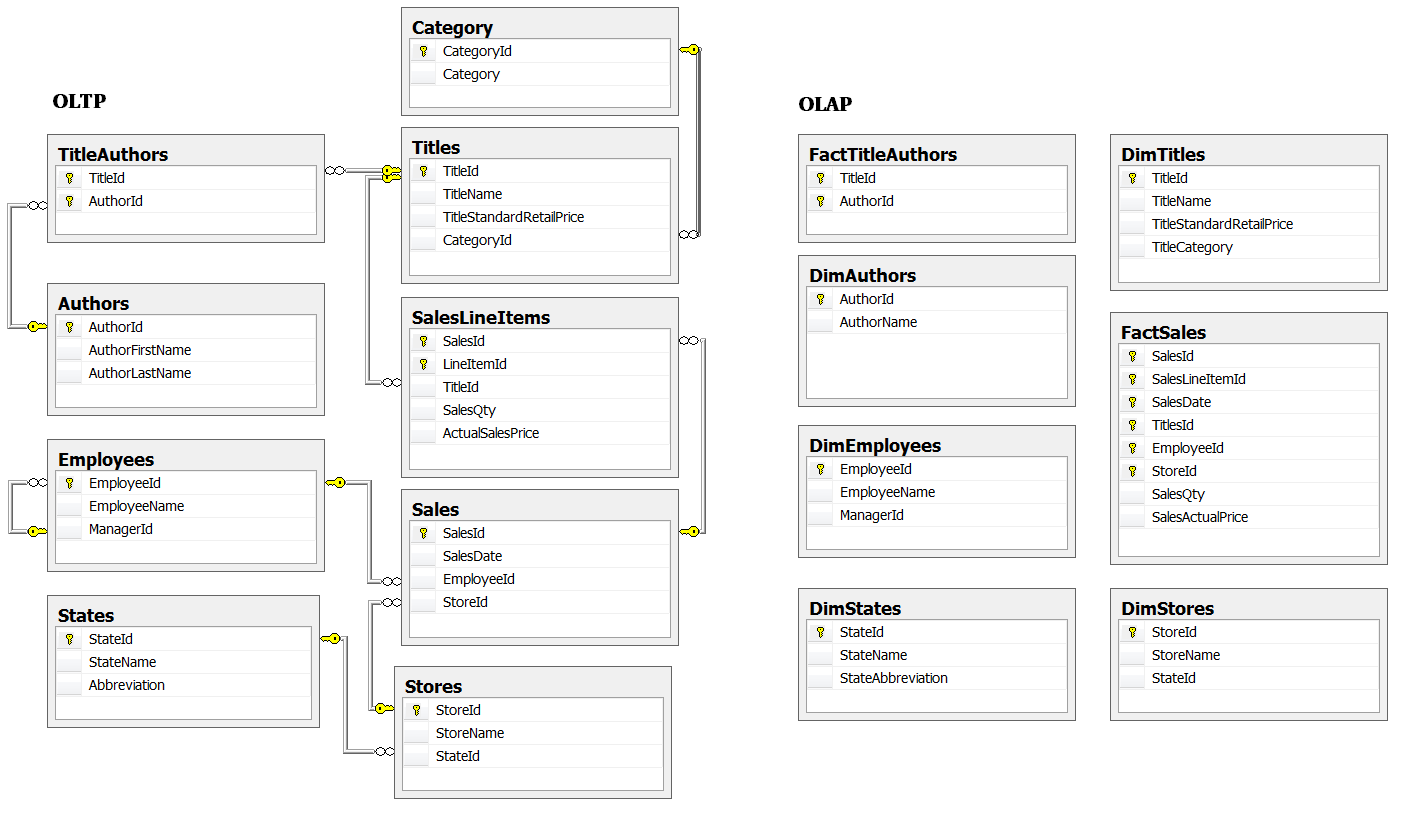 OLTP
Category
CategoryId
Category
TitleAuthors
TitleId
AuthorId
Titles
TitleId
TitleName
TitleStandardRetailPrice
CategoryId
Authors
AuthorId
AuthorFirstName
AuthorLastName
SalesLineItems
SalesId
LineItemId
TitleId
SalesQty
ActualSalesPrice
Employees
EmployeeId
EmployeeName
ManagerId
Sales
SalesId
SalesDate
EmployeeId
StoreId
States
StateId
StateName
Abbreviation
Stores
StoreId
StoreName
StateId
OLAP
FactTitleAuthors
TitleId
AuthorId
DimTitles
TitleId
TitleName
TitleStandardRetailPrice
TitleCategory
DimAuthors
AuthorId
AuthorName
FactSales
SalesId
SalesLineItemId
SalesDate
TitlesId
EmployeeId
StoreId
SalesQty
SalesActualPrice
DimEmployees
EmployeeId
EmployeeName
ManagerId
DimStates
StateId
StateName
StateAbbreviation
DimStores
StoreId
StoreName
StateId